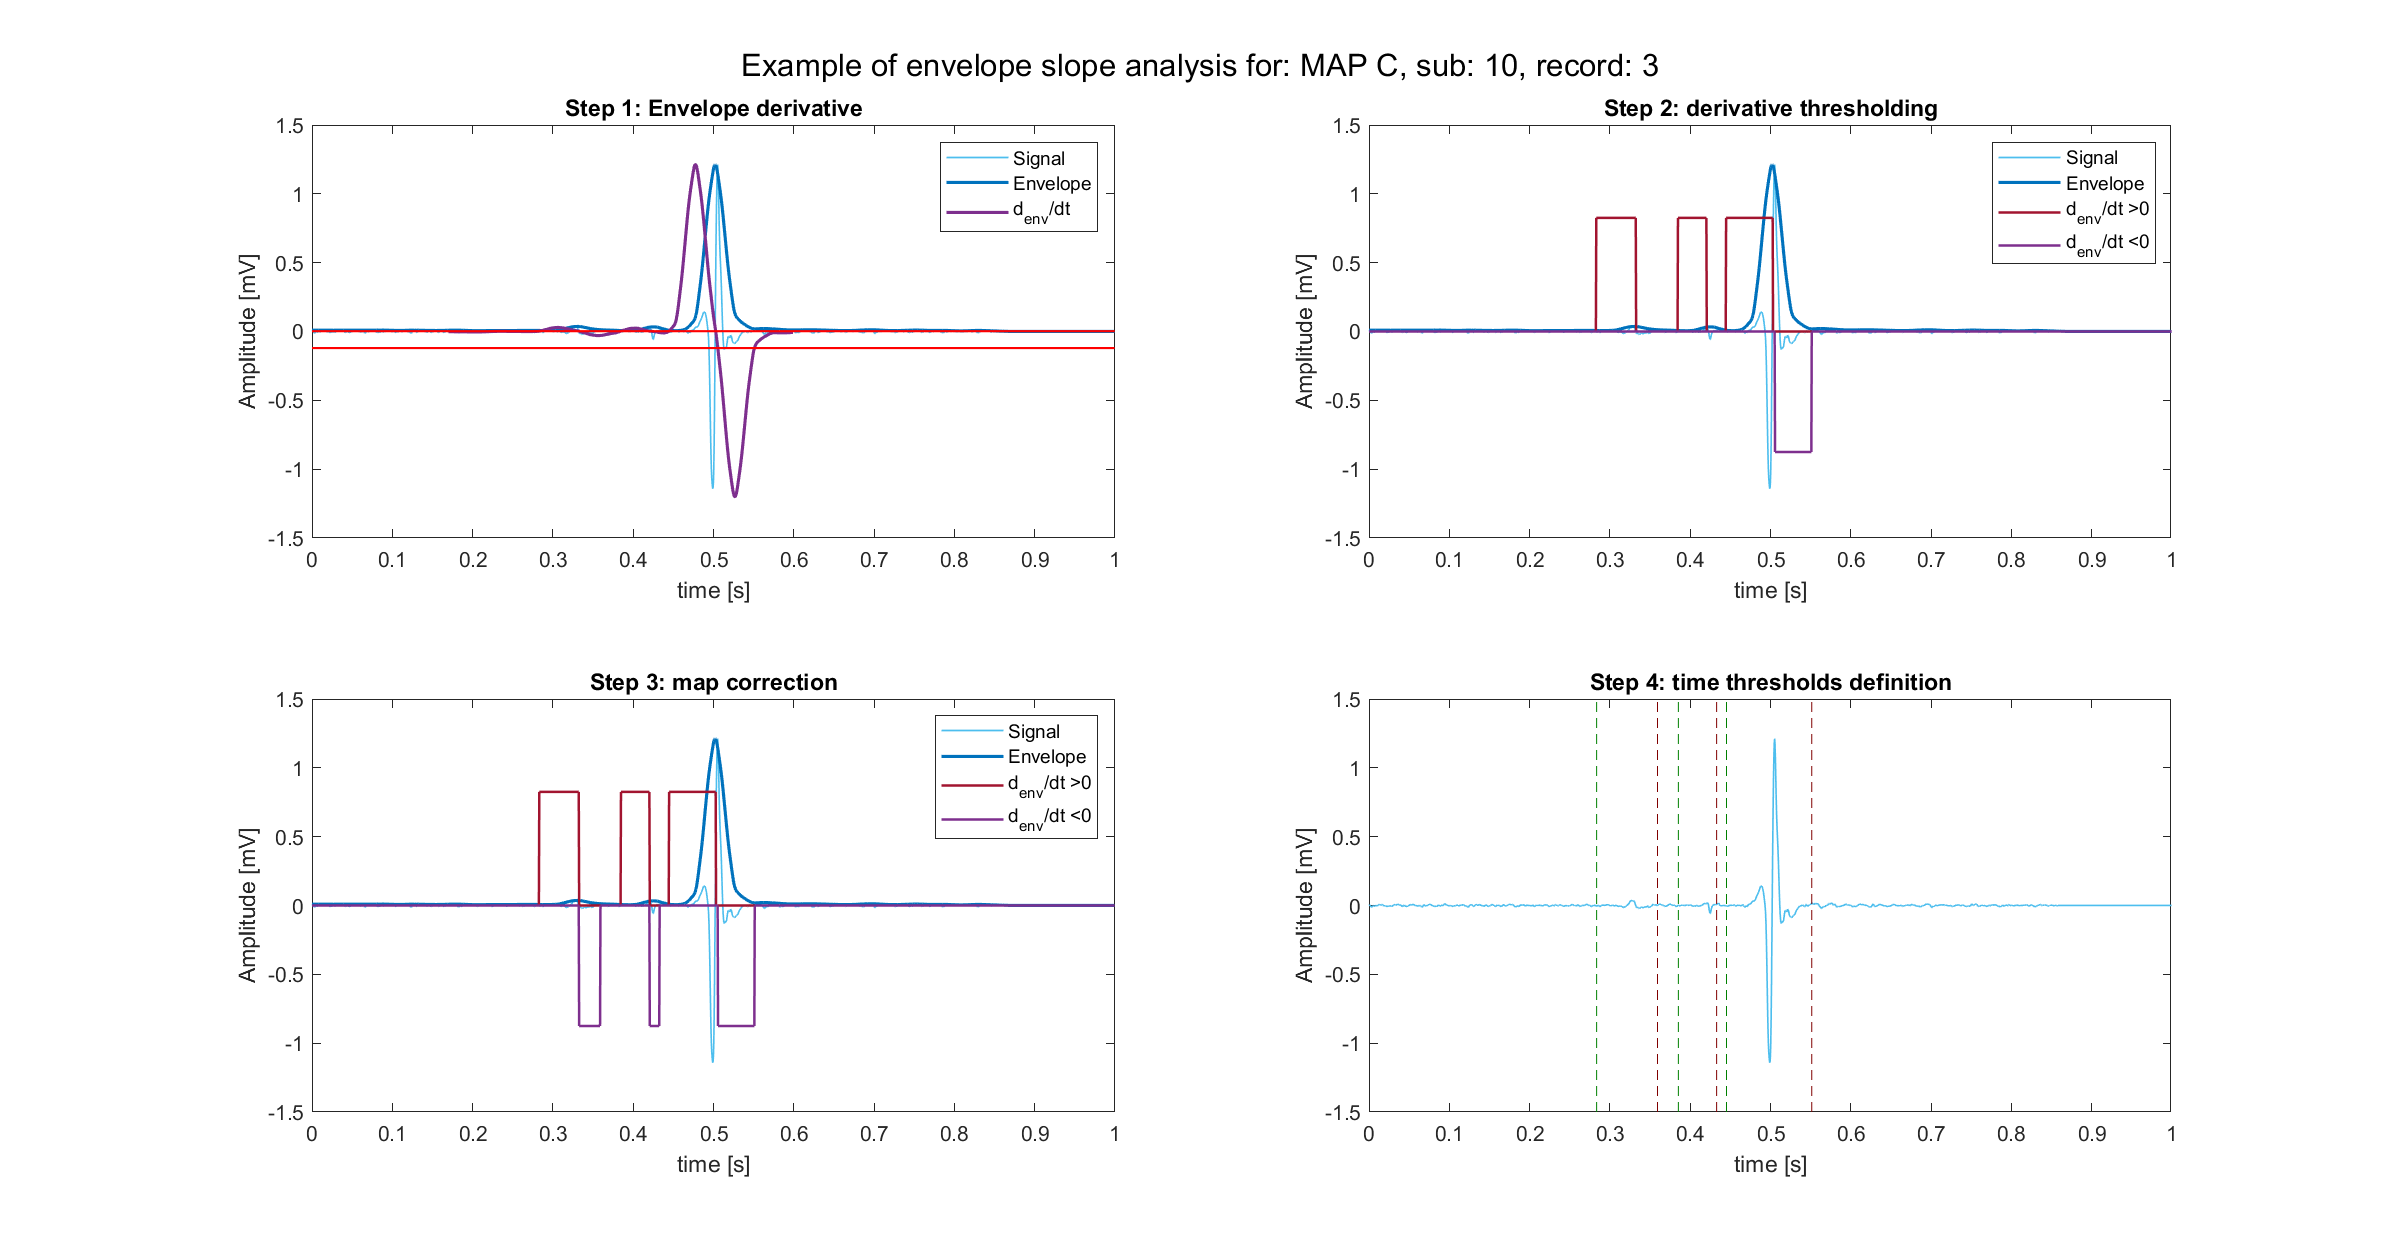 Example of envelope slope analysis for: MAP C, sub: 10, record: 3
Step 1: Envelope derivative
1.5
1
0.5
0
-0.5
-1
-1.5
Amplitude [mV]
0 0.1 0.2 0.3 0.4 0.5 0.6 0.7 0.8 0.9 1
time [s]
Signal
Envelope
d_env/dt
Step 2: derivative thresholding
1.5
1
0.5
0
-0.5
-1
-1.5
Amplitude [mV]
0 0.1 0.2 0.3 0.4 0.5 0.6 0.7 0.8 0.9 1
time [s]
Signal
Envelope
d_env/dt >0
d_env/dt <0
Step 3: map correction
1.5
1
0.5
0
-0.5
-1
-1.5
Amplitude [mV]
0 0.1 0.2 0.3 0.4 0.5 0.6 0.7 0.8 0.9 1
time [s]
Signal
Envelope
d_env/dt >0
d_env/dt <0
Step 4: time thresholds definition
1.5
1
0.5
0
-0.5
-1
-1.5
Amplitude [mV]
0 0.1 0.2 0.3 0.4 0.5 0.6 0.7 0.8 0.9 1
time [s]